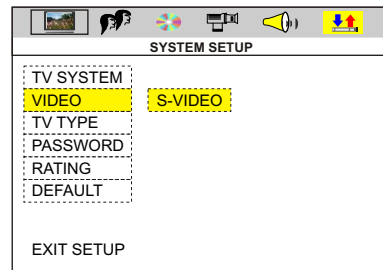 SYSTEM SETUP
TV SYSTEM
VIDEO S-VIDEO
TV TYPE
PASSWORD
RATING
DEFAULT
EXIT SETUP